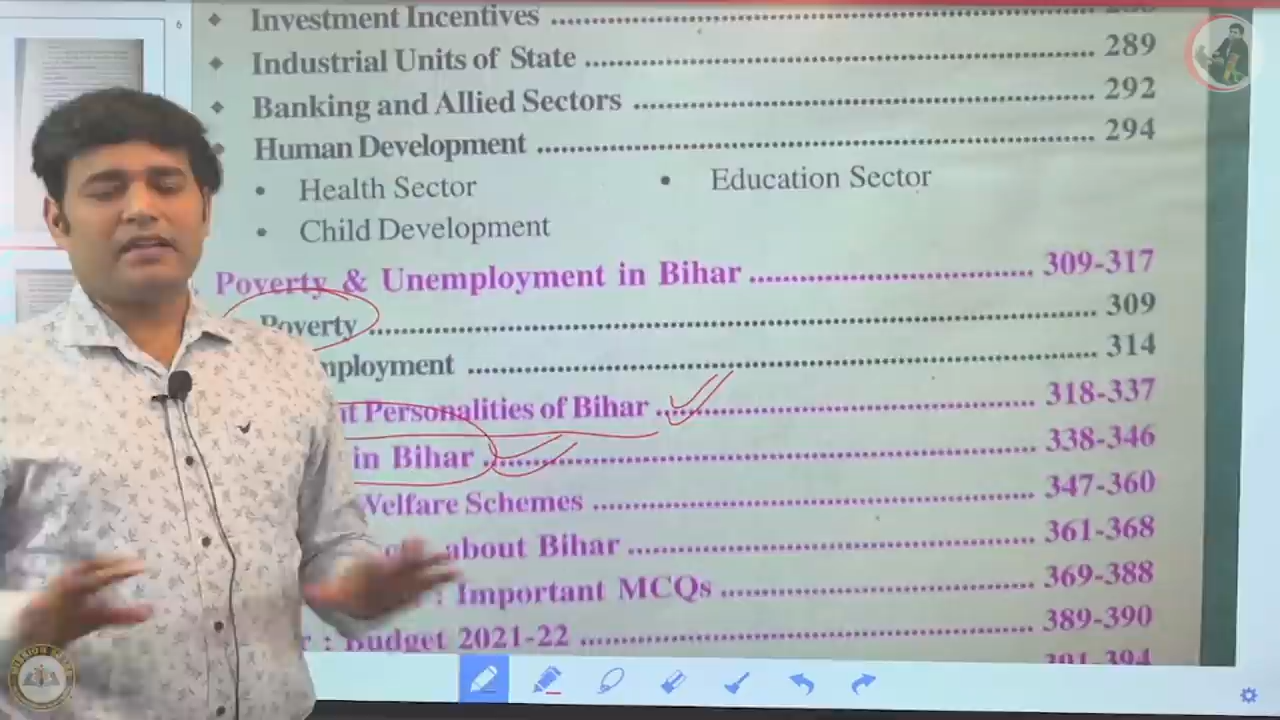 ❖ Investment Incentives ....................
❖ Industrial Units of State .................... 289
❖ Banking and Allied Sectors .................... 292
Human Development .................... 294
• Health Sector • Education Sector
• Child Development
Poverty & Unemployment in Bihar .................... 309-317
Poverty .................... 309
mployment .................... 314
Personalities of Bihar .................... 318-337
in Bihar .................... 338-346
Welfare Schemes .................... 347-360
about Bihar .................... 361-368
: Important MCQs .................... 369-388
: Budget 2021-22 .................... 389-390
391-394